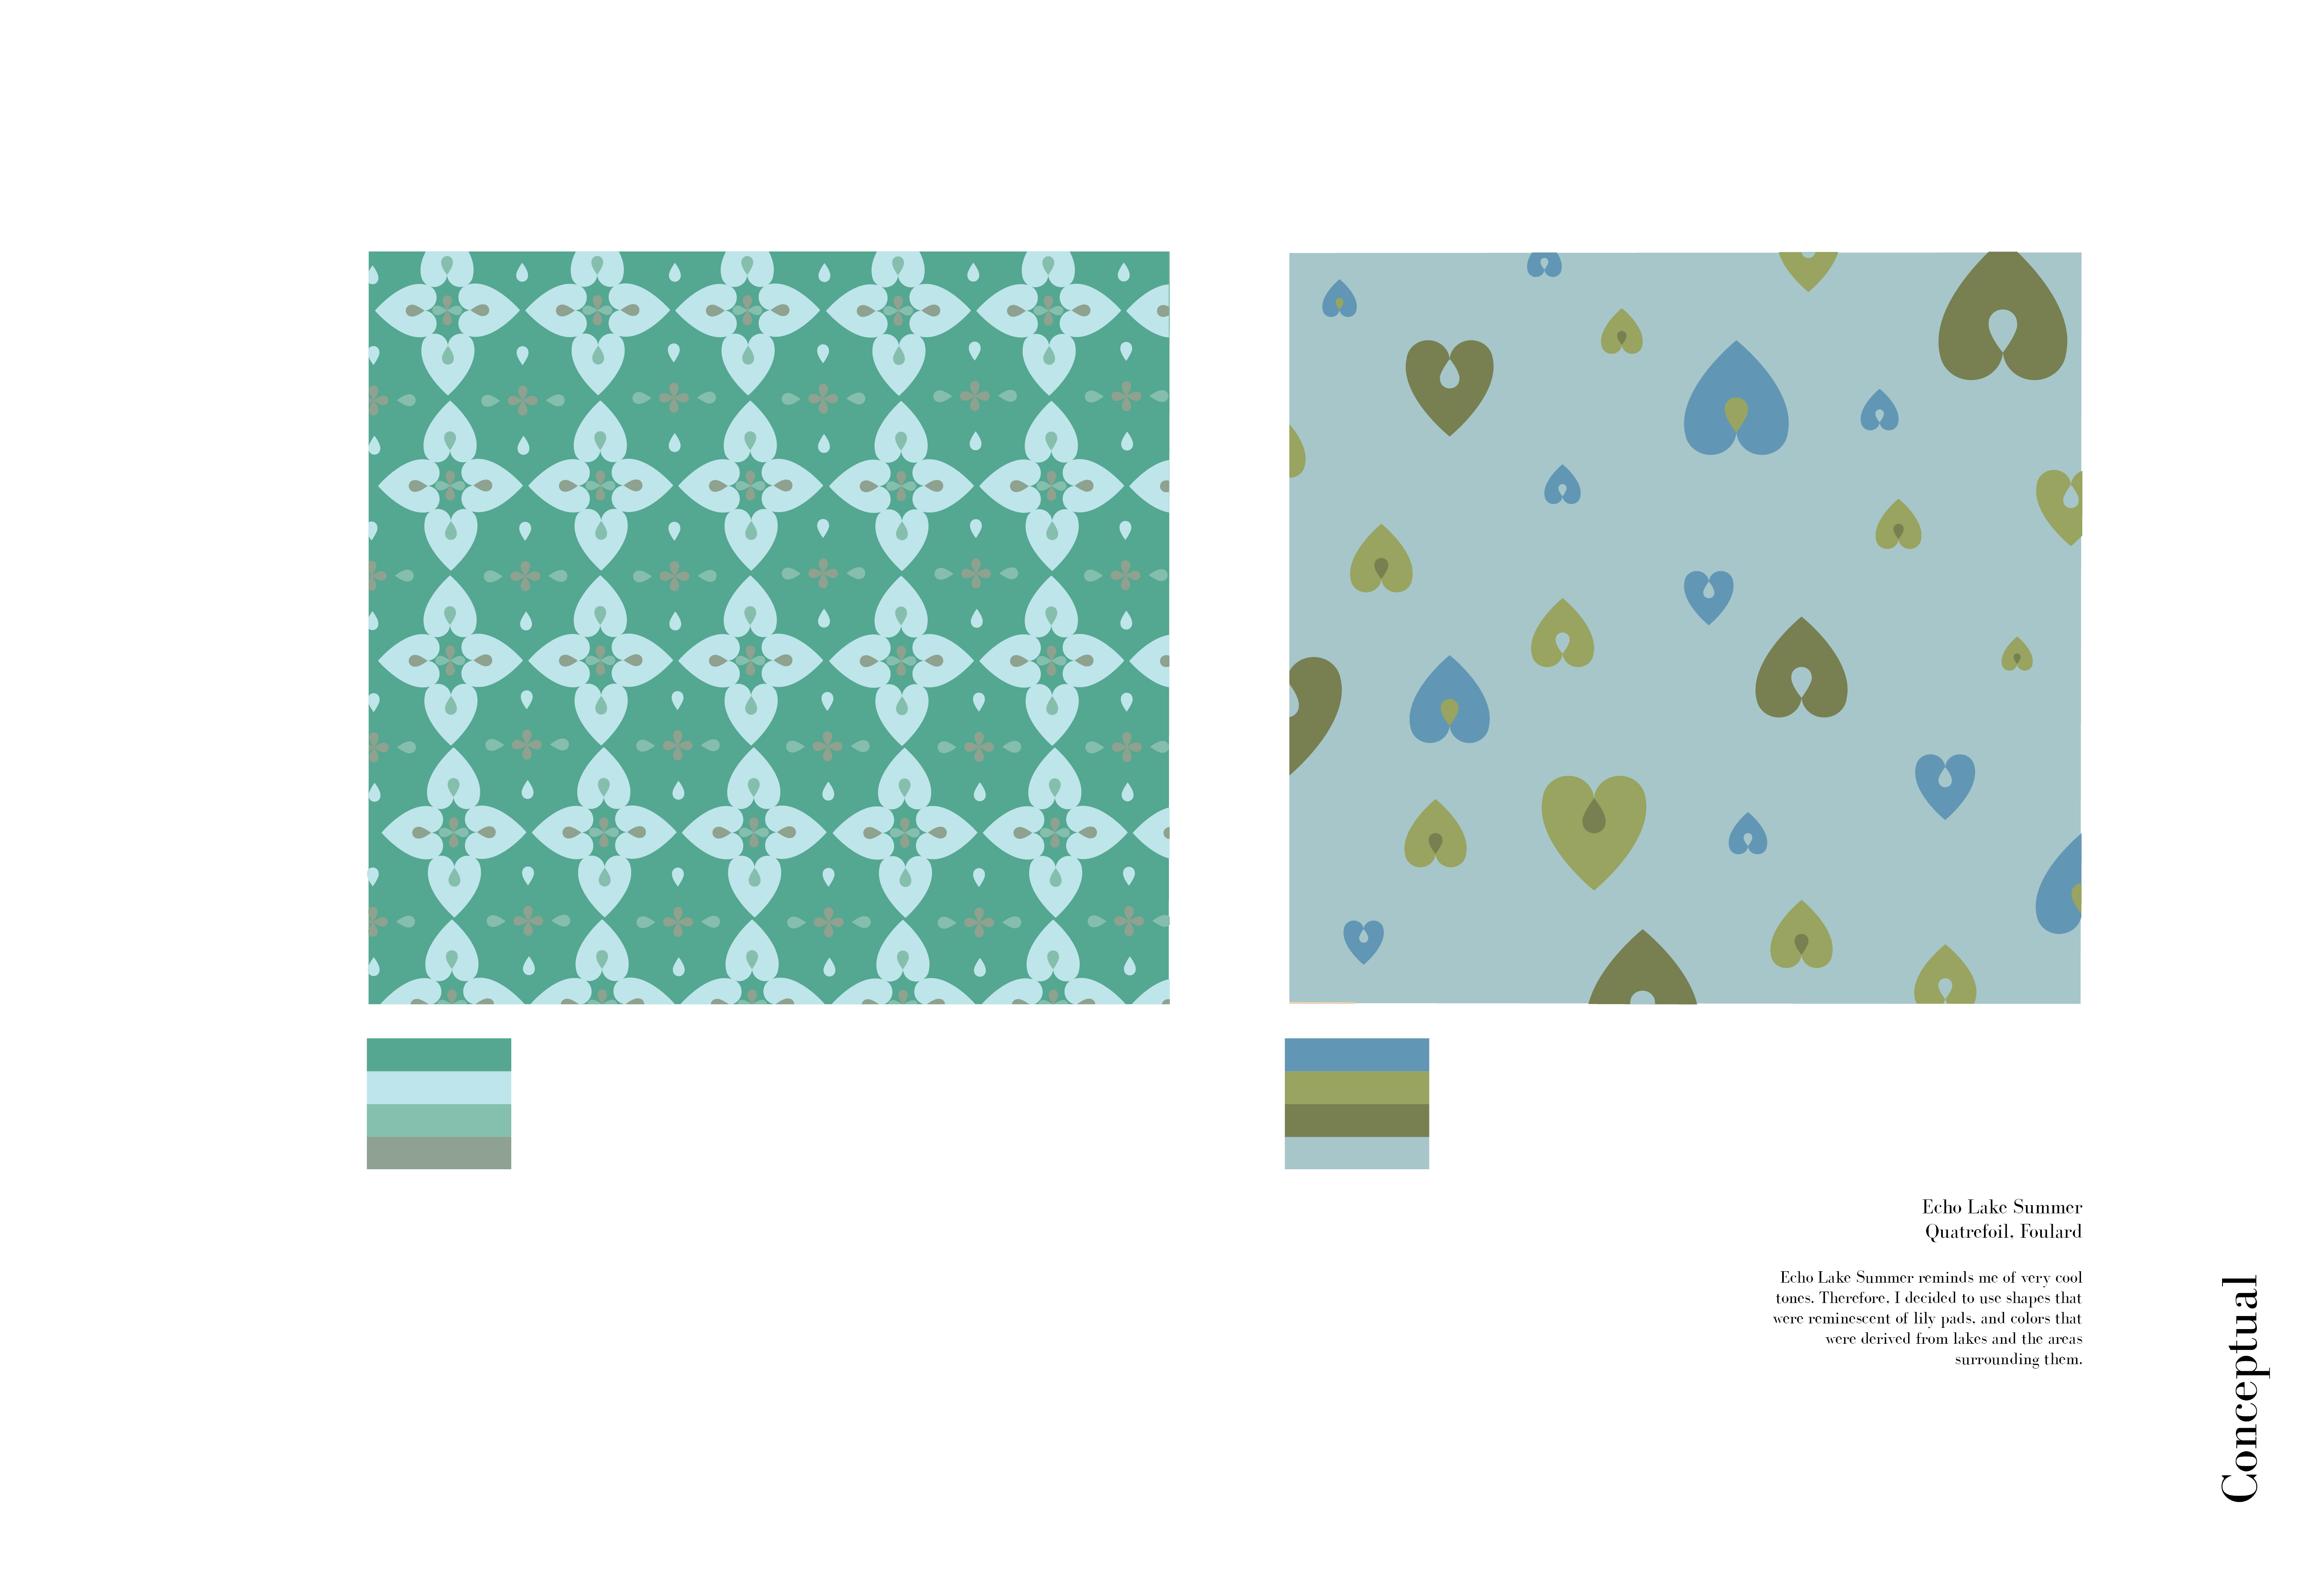 Echo Lake Summer
Quatrefoil, Foulard
Echo Lake Summer reminds me of very cool
tones. Therefore, I decided to use shapes that
were reminescent of lily pads, and colors that
were derived from lakes and the areas
surrounding them.
Conceptual